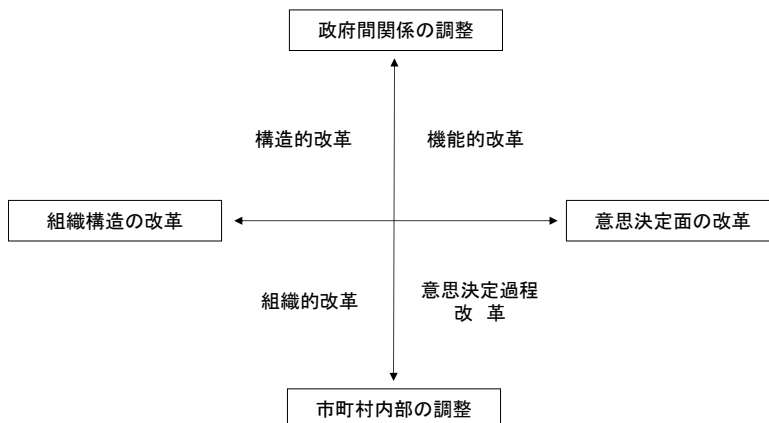 政府間関係の調整
構造的改革
機能的改革
組織構造の改革
意思決定面の改革
組織的改革
意思決定過程
改 革
市町村内部の調整